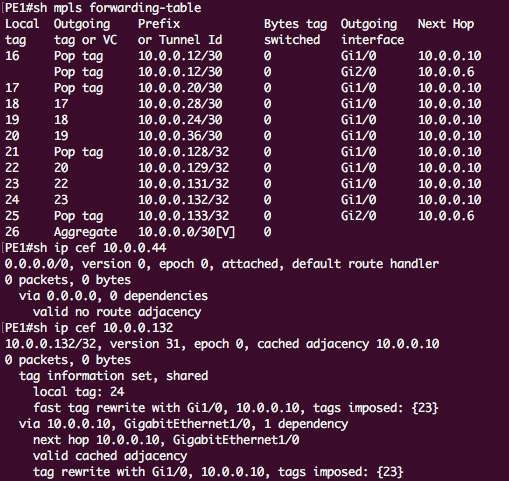 PE1#sh mpls forwarding-table
Local  Outgoing    Prefix            Bytes tag  Outgoing   Next Hop
tag    tag or VC   or Tunnel Id      switched   interface
16     Pop tag     10.0.0.12/30      0          Gi1/0      10.0.0.10
       Pop tag     10.0.0.12/30      0          Gi2/0      10.0.0.6
17     Pop tag     10.0.0.20/30      0          Gi1/0      10.0.0.10
18     17          10.0.0.28/30      0          Gi1/0      10.0.0.10
19     18          10.0.0.24/30      0          Gi1/0      10.0.0.10
20     19          10.0.0.36/30      0          Gi1/0      10.0.0.10
21     Pop tag     10.0.0.128/32     0          Gi1/0      10.0.0.10
22     20          10.0.0.129/32     0          Gi1/0      10.0.0.10
23     22          10.0.0.131/32     0          Gi1/0      10.0.0.10
24     23          10.0.0.132/32     0          Gi1/0      10.0.0.10
25     Pop tag     10.0.0.133/32     0          Gi2/0      10.0.0.6
26     Aggregate   10.0.0.0/30[V]    0
PE1#sh ip cef 10.0.0.44
0.0.0.0/0, version 0, epoch 0, attached, default route handler
0 packets, 0 bytes
  via 0.0.0.0, 0 dependencies
    valid no route adjacency
PE1#sh ip cef 10.0.0.132
10.0.0.132/32, version 31, epoch 0, cached adjacency 10.0.0.10
0 packets, 0 bytes
  tag information set, shared
    local tag: 24
    fast tag rewrite with Gi1/0, 10.0.0.10, tags imposed: {23}
  via 10.0.0.10, GigabitEthernet1/0, 1 dependency
    next hop 10.0.0.10, GigabitEthernet1/0
    valid cached adjacency
    tag rewrite with Gi1/0, 10.0.0.10, tags imposed: {23}